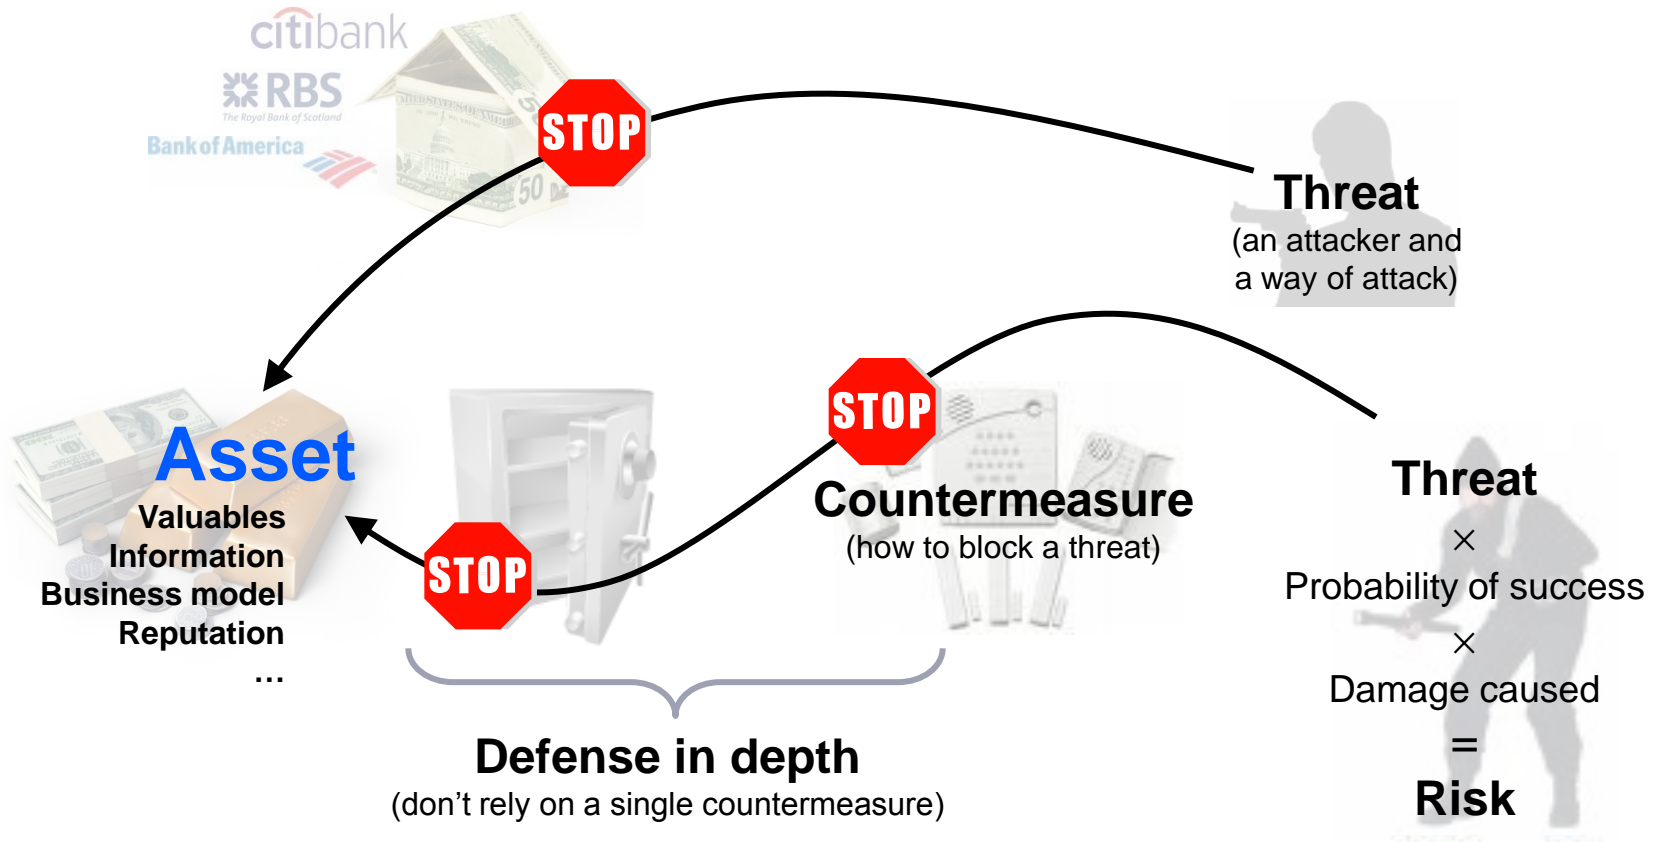 citibank
RBS
The Royal Bank of Scotland
Bank of America
STOP
Threat
(an attacker and
a way of attack)
STOP
Asset
Valuables
Information
Business model
Reputation
…
Countermeasure
(how to block a threat)
STOP
Threat
×
Probability of success
×
Damage caused
=
Risk
Defense in depth
(don’t rely on a single countermeasure)